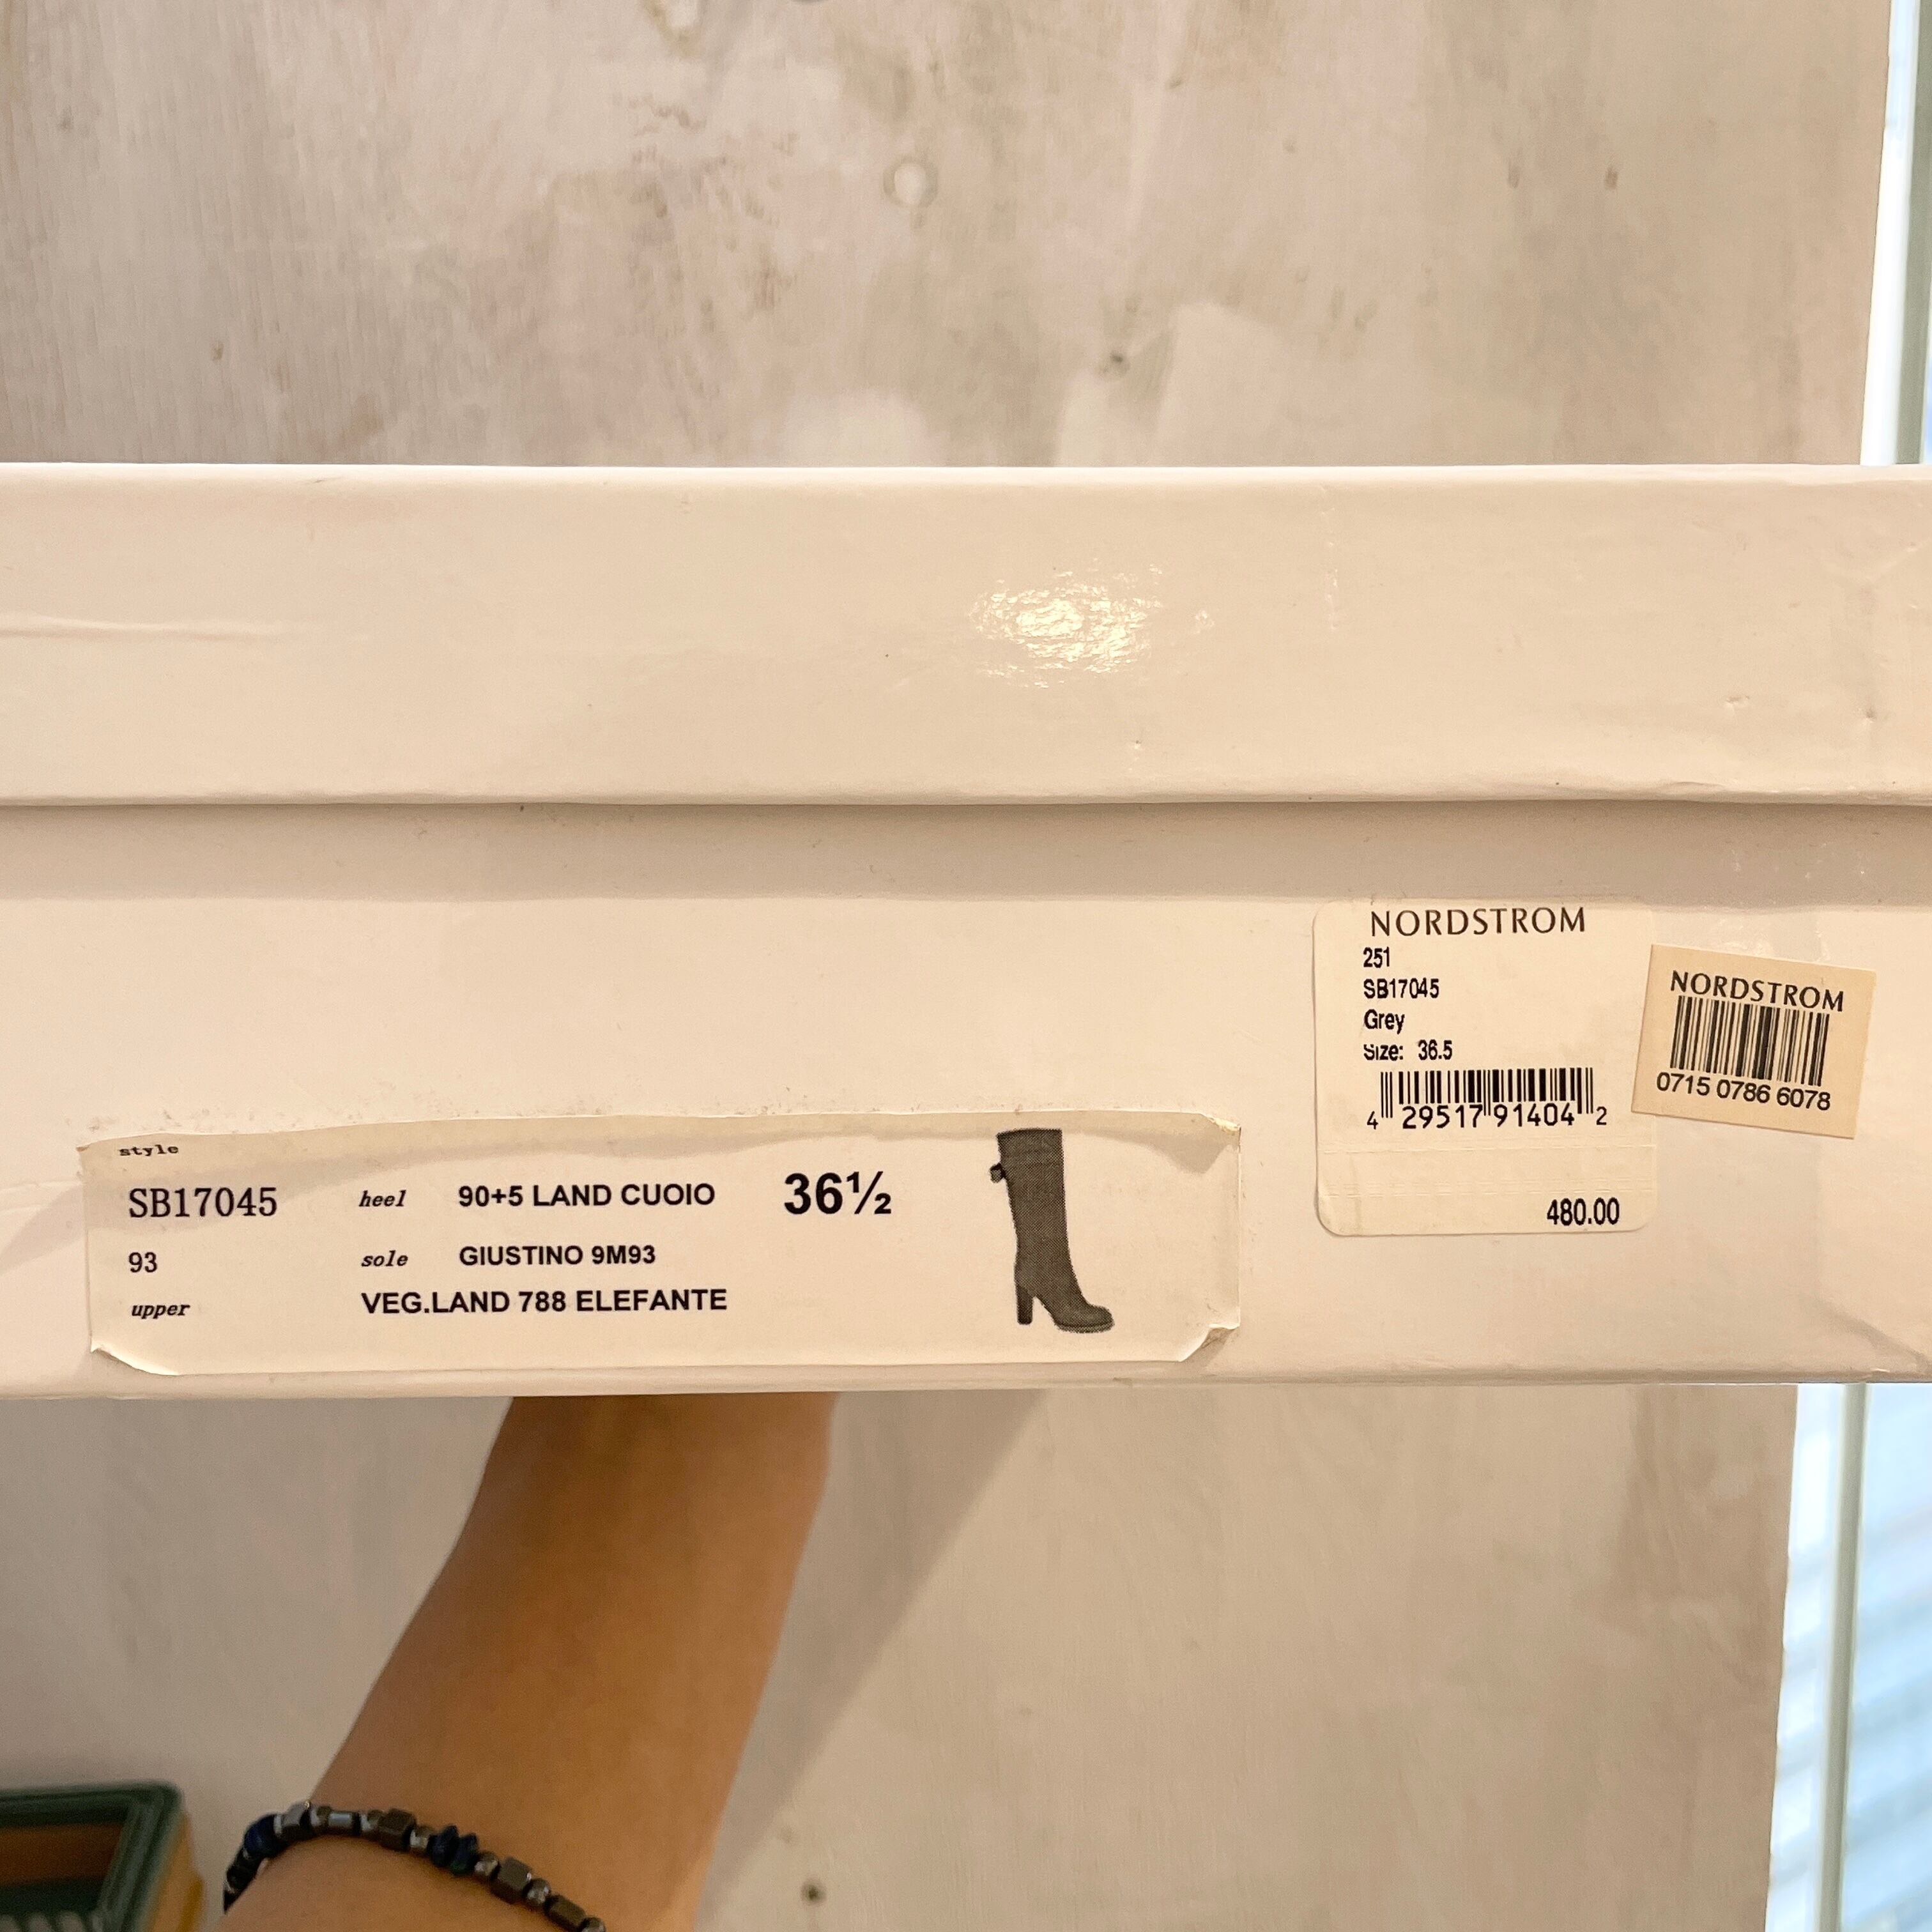 NORDSTROM
251
SB17045
Grey
Size: 36.5
4 29517 91404 2
480.00
NORDSTROM
0715 0786 6078
style
SB17045 heel 90+5 LAND CUOIO 36½
93 sole GIUSTINO 9M93
upper VEG.LAND 788 ELEFANTE